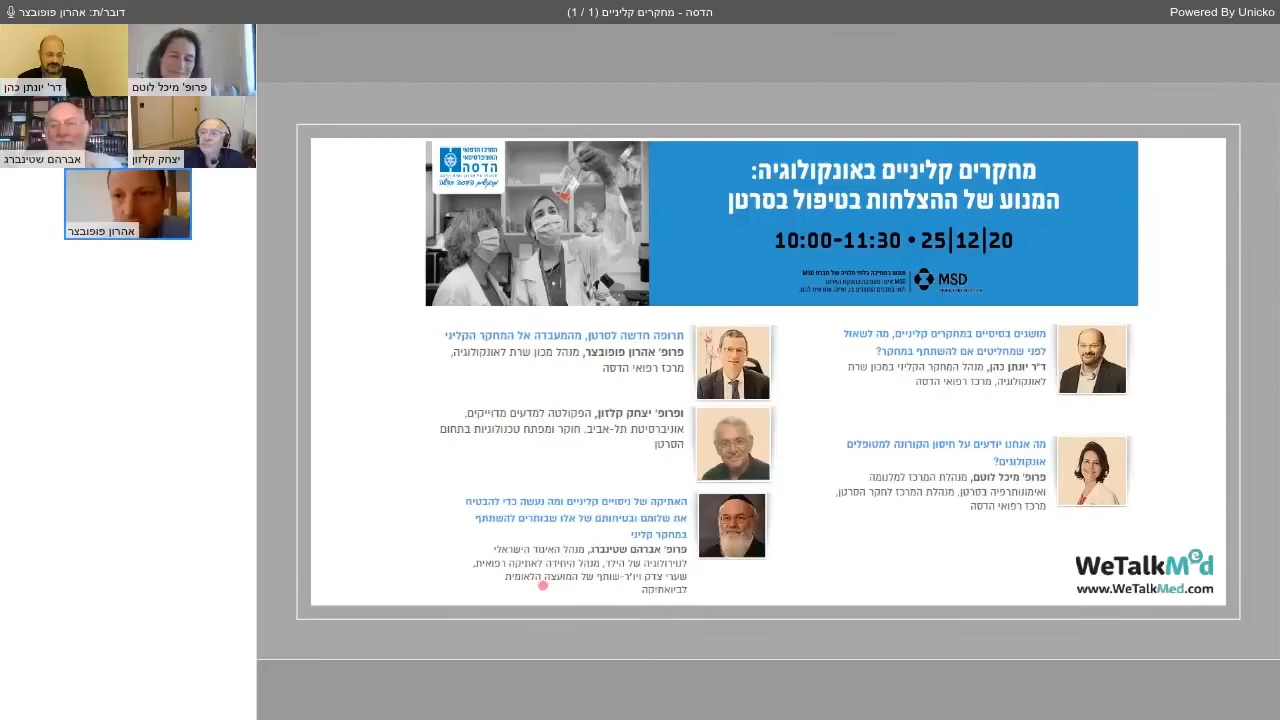 דובר/ת: אהרון פופובצר
הדסה - מחקרים קליניים (1 / 1)
Powered By Unicko
דר' יונתן כהן
פרופ' מיכל לוטם
אברהם שטינברג
יצחק קלזון
אהרון פופובצר
המרכז הרפואי
האוניברסיטאי
הדסה
מחקרים קליניים באונקולוגיה:
המנוע של ההצלחות בטיפול בסרטן
25|12|20 • 10:00-11:30
MSD
מושגים בסיסיים במחקרים קליניים, מה לשאול
לפני שמחליטים אם להשתתף במחקר?
ד"ר יונתן כהן, מנהל המחקר הקליני במכון שרת
לאונקולוגיה, מרכז רפואי הדסה
מה אנחנו יודעים על חיסון הקורונה למטופלים
אונקולוגים?
פרופ' מיכל לוטם, מנהלת המרכז למלנומה
ואימונותרפיה בסרטן, מנהלת המרכז לחקר הסרטן,
מרכז רפואי הדסה
תרופה חדשה לסרטן, מהמעבדה אל המחקר הקליני
פרופ' אהרון פופובצר, מנהל מכון שרת לאונקולוגיה,
מרכז רפואי הדסה
ופרופ' יצחק קלזון, הפקולטה למדעים מדוייקים,
אוניברסיטת תל-אביב, חוקר ומפתח טכנולוגיות בתחום
הסרטן
האתיקה של ניסויים קליניים ומה נעשה כדי להבטיח
את שלומם ובטיחותם של אלו שבוחרים להשתתף
במחקר קליני
פרופ' אברהם שטינברג, מנהל האיגוד הישראלי
לנוירולוגיה של הילד, מנהל היחידה לאתיקה רפואית,
שערי צדק ויו"ר-שותף של המועצה הלאומית
לביואתיקה
WeTalkMed
www.WeTalkMed.com